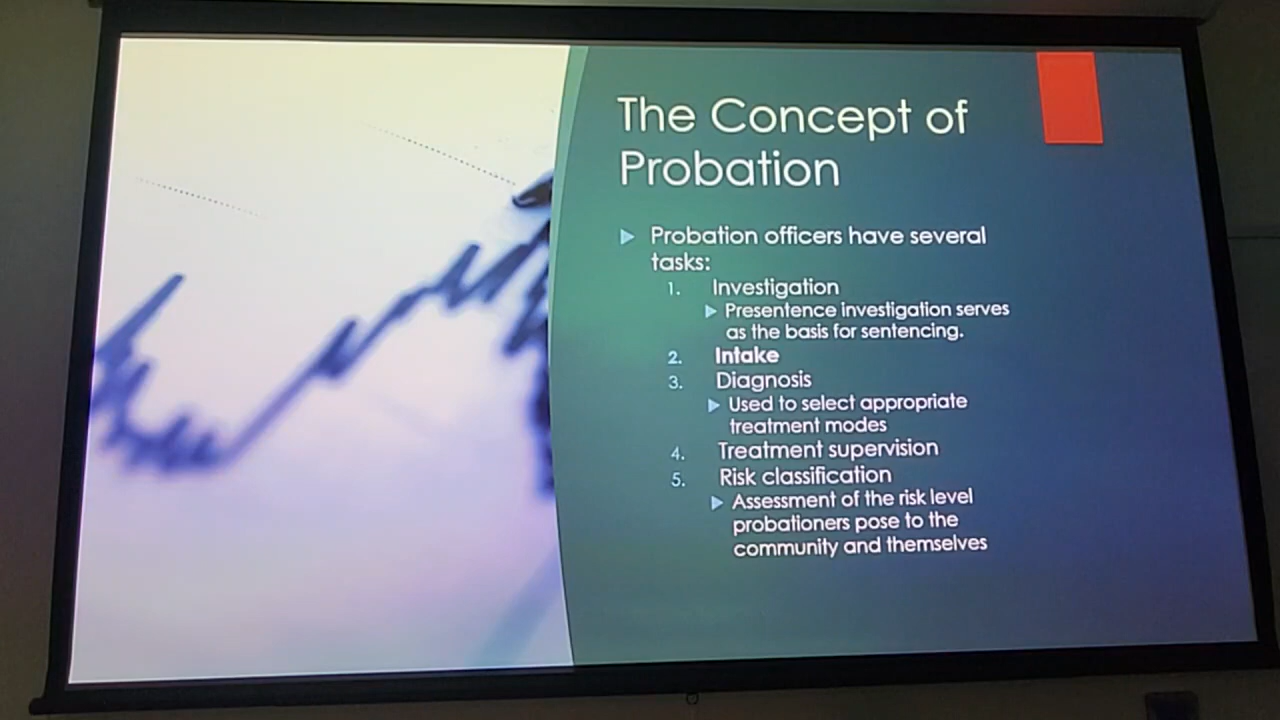 The Concept of
Probation
Probation officers have several
tasks:
1. Investigation
Presentence investigation serves
as the basis for sentencing.
2. Intake
3. Diagnosis
Used to select appropriate
treatment modes
4. Treatment supervision
5. Risk classification
Assessment of the risk level
probationers pose to the
community and themselves